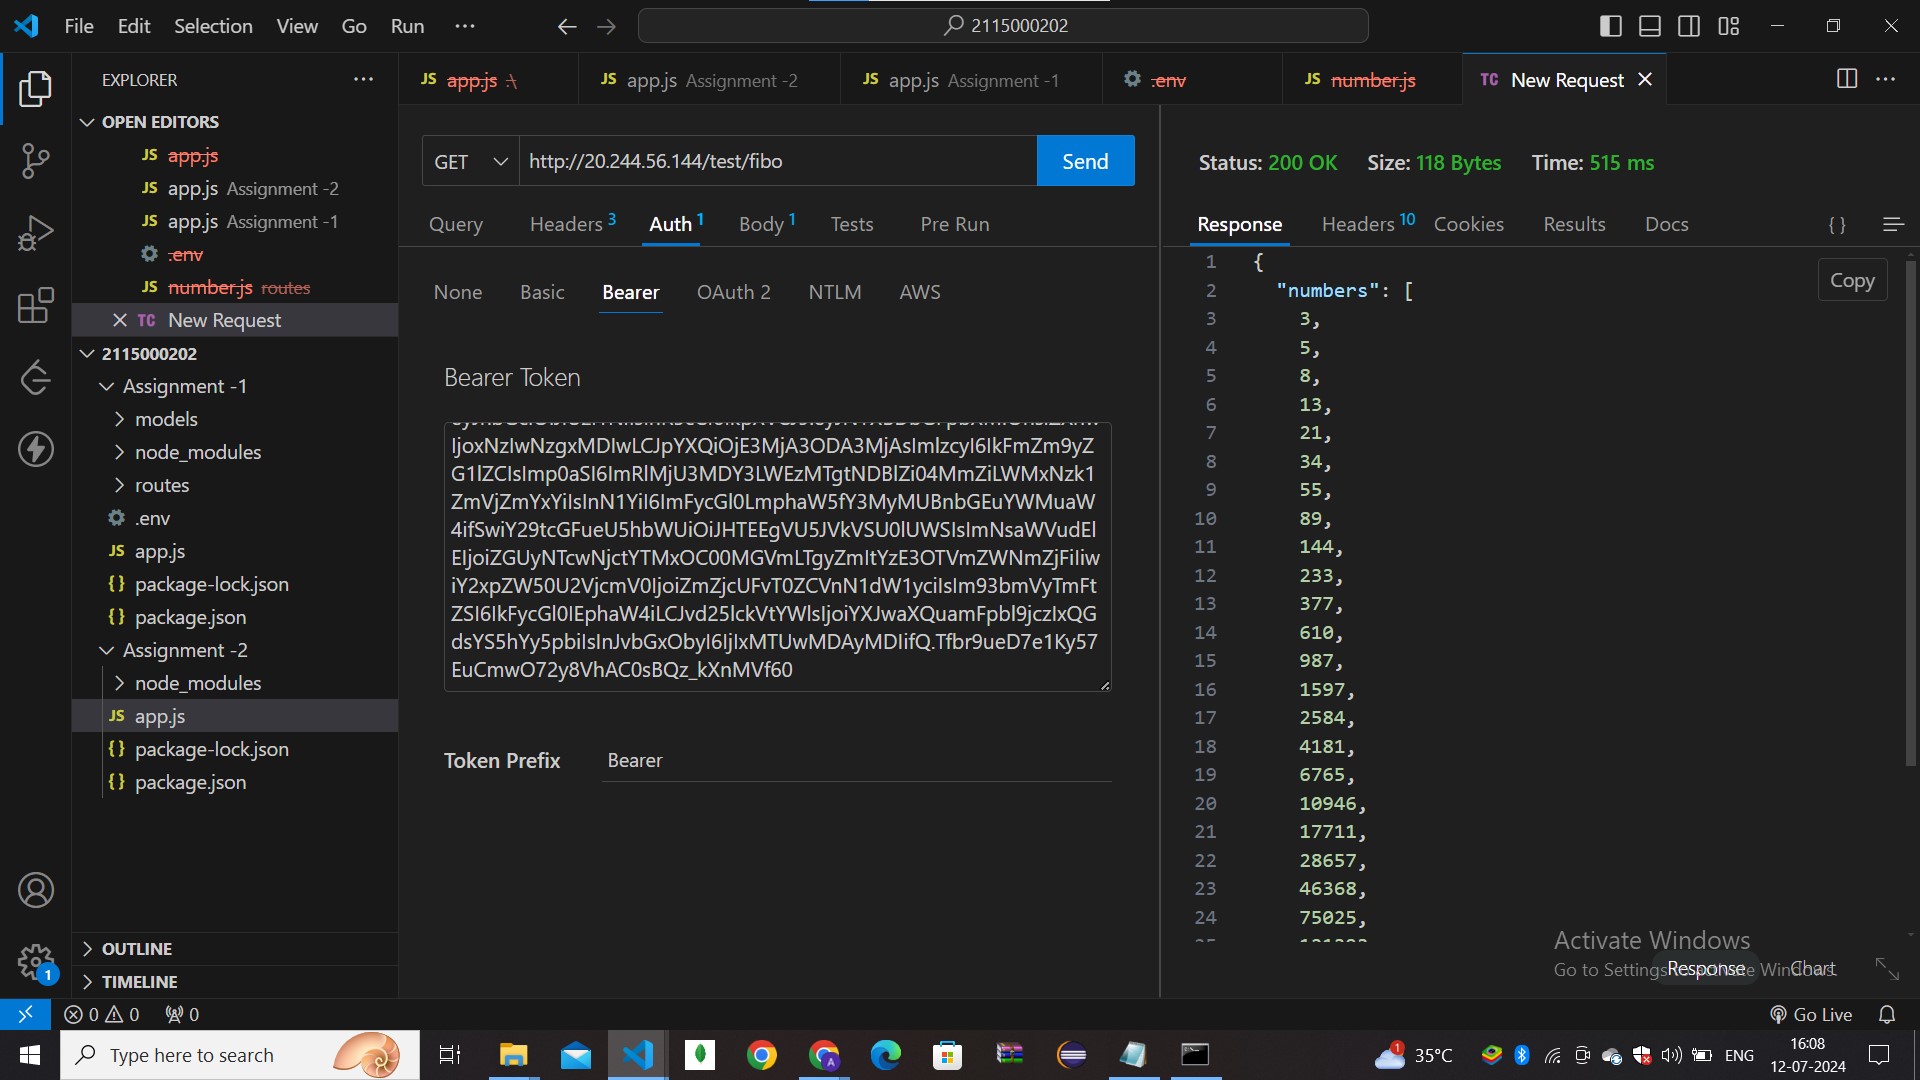 File Edit Selection View Go Run ···
2115000202
EXPLORER
OPEN EDITORS
JS app.js
JS app.js Assignment -2
JS app.js Assignment -1
.env
JS number.js routes
TC New Request
2115000202
Assignment -1
models
node_modules
routes
.env
JS app.js
{} package-lock.json
{} package.json
Assignment -2
node_modules
JS app.js
{} package-lock.json
{} package.json
OUTLINE
TIMELINE
1
JS app.js .\
JS app.js Assignment -2
JS app.js Assignment -1
.env
JS number.js
TC New Request
GET http://20.244.56.144/test/fibo Send
Query Headers 3 Auth 1 Body 1 Tests Pre Run
None Basic Bearer OAuth 2 NTLM AWS
Bearer Token
Token Prefix Bearer
Status: 200 OK Size: 118 Bytes Time: 515 ms
Response Headers 10 Cookies Results Docs { }
Copy
1 {
2 "numbers": [
3 3,
4 5,
5 8,
6 13,
7 21,
8 34,
9 55,
10 89,
11 144,
12 233,
13 377,
14 610,
15 987,
16 1597,
17 2584,
18 4181,
19 6765,
20 10946,
21 17711,
22 28657,
23 46368,
24 75025,
Activate Windows
Go to Settings to activate Windows.
Response Chart
0 0 0 Go Live
Type here to search
1 35°C ENG 16:08
12-07-2024